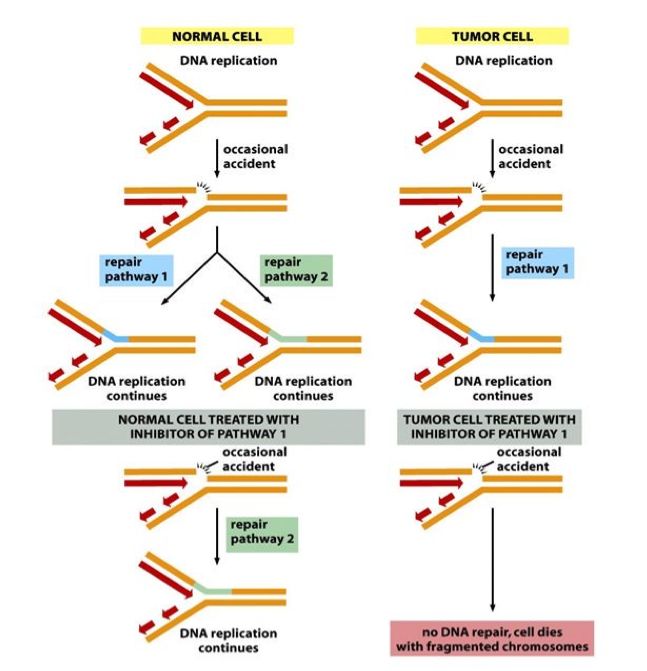 NORMAL CELL
DNA replication
occasional
accident
repair
pathway 1
repair
pathway 2
DNA replication
continues
DNA replication
continues
NORMAL CELL TREATED WITH
INHIBITOR OF PATHWAY 1
occasional
accident
repair
pathway 2
DNA replication
continues
TUMOR CELL
DNA replication
occasional
accident
repair
pathway 1
DNA replication
continues
TUMOR CELL TREATED WITH
INHIBITOR OF PATHWAY 1
occasional
accident
no DNA repair, cell dies
with fragmented chromosomes